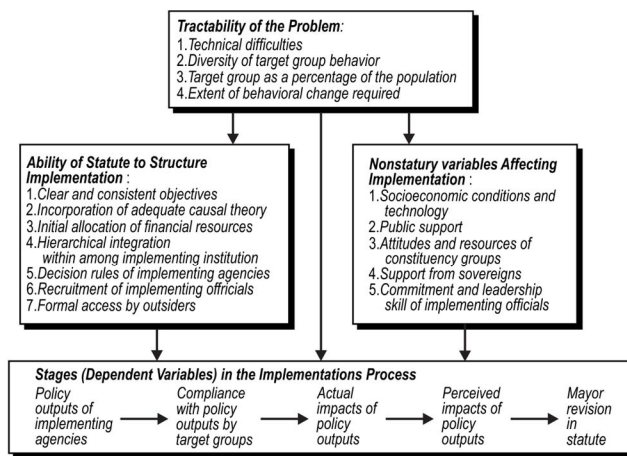 Tractability of the Problem:
1.Technical difficulties
2.Diversity of target group behavior
3.Target group as a percentage of the population
4.Extent of behavioral change required
Ability of Statute to Structure
Implementation :
1.Clear and consistent objectives
2.Incorporation of adequate causal theory
3.Initial allocation of financial resources
4.Hierarchical integration
within among implementing institution
5.Decision rules of implementing agencies
6.Recruitment of implementing offricials
7.Formal access by outsiders
Nonstatury variables Affecting
Implementation :
1.Socioeconomic conditions and
technology
2.Public support
3.Attitudes and resources of
constituency groups
4.Support from sovereigns
5.Commitment and leadership
skill of implementing officials
Stages (Dependent Variables) in the Implementations Process
Policy
outputs of
implementing
agencies
Compliance
with policy
outputs by
target groups
Actual
impacts of
policy
outputs
Perceived
impacts of
policy
outputs
Mayor
revision
in
statute